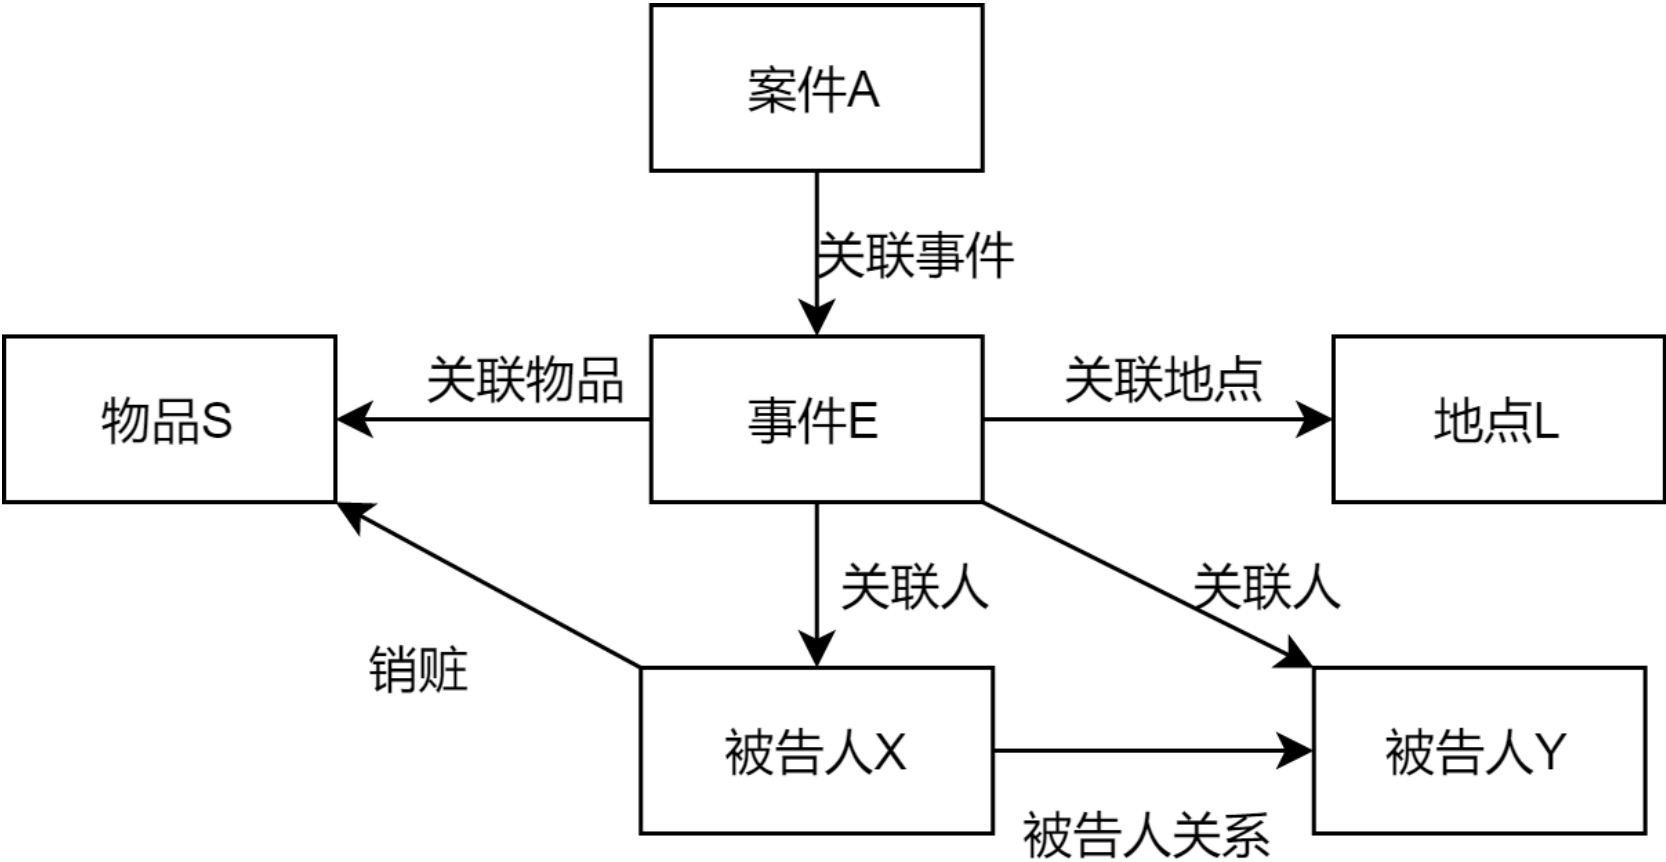 案件A
关联事件
关联物品
关联地点
物品S
事件E
地点L
关联人
关联人
销赃
被告人X
被告人Y
被告人关系